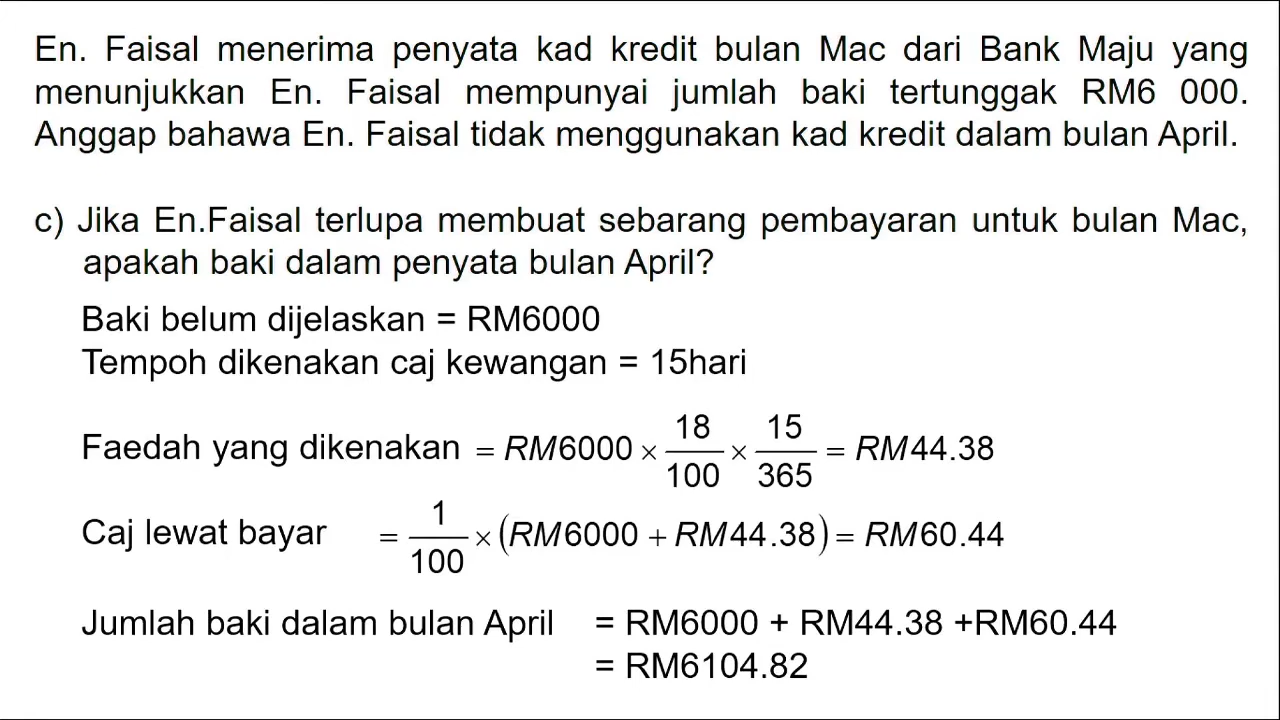 En. Faisal menerima penyata kad kredit bulan Mac dari Bank Maju yang
menunjukkan En. Faisal mempunyai jumlah baki tertunggak RM6 000.
Anggap bahawa En. Faisal tidak menggunakan kad kredit dalam bulan April.
c) Jika En.Faisal terlupa membuat sebarang pembayaran untuk bulan Mac,
apakah baki dalam penyata bulan April?
Baki belum dijelaskan = RM6000
Tempoh dikenakan caj kewangan = 15hari
Faedah yang dikenakan = RM6000 × 18/100 × 15/365 = RM44.38
Caj lewat bayar = 1/100 × (RM6000 + RM44.38) = RM60.44
Jumlah baki dalam bulan April = RM6000 + RM44.38 +RM60.44
= RM6104.82